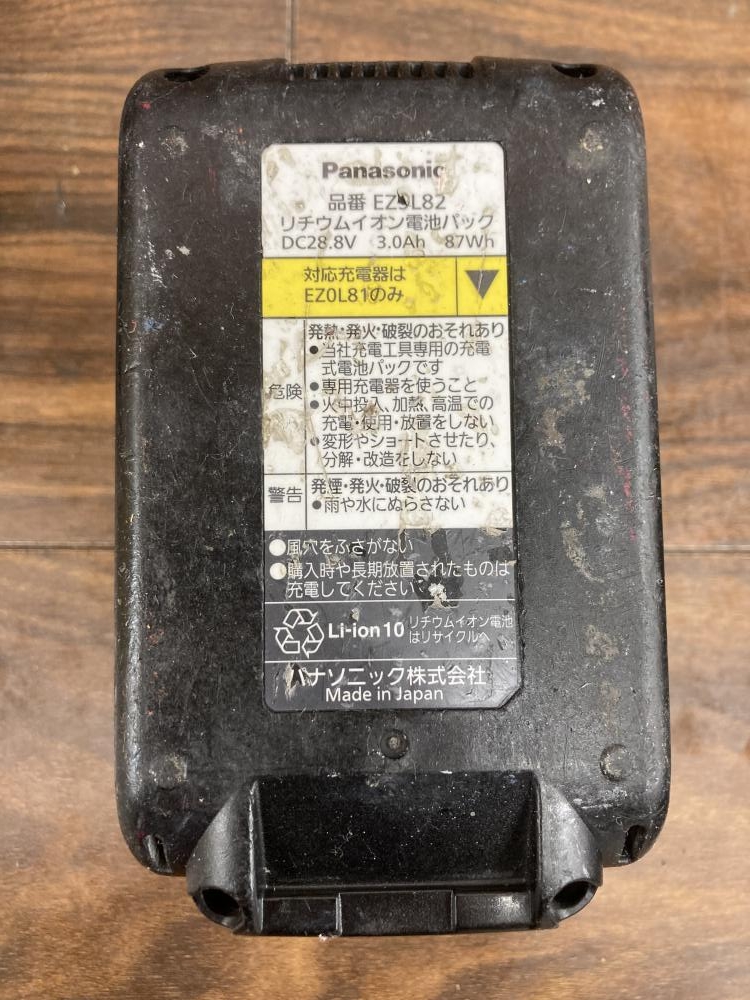 Panasonic
品番 EZ9L82
リチウムイオン電池パック
DC28.8V 3.0Ah 87Wh
対応充電器は
EZ0L81のみ
危険
発熱・発火・破裂のおそれあり
●当社充電工具専用の充電
式電池パックです
●専用充電器を使うこと
●火中投入、加熱、高温での
充電・使用・放置をしない
●変形やショートさせたり、
分解・改造をしない
警告
発煙・発火・破裂のおそれあり
●雨や水にぬらさない
●風穴をふさがない
●購入時や長期放置されたものは
充電してください
Li-ion 10
リチウムイオン電池
はリサイクルへ
パナソニック株式会社
Made in Japan